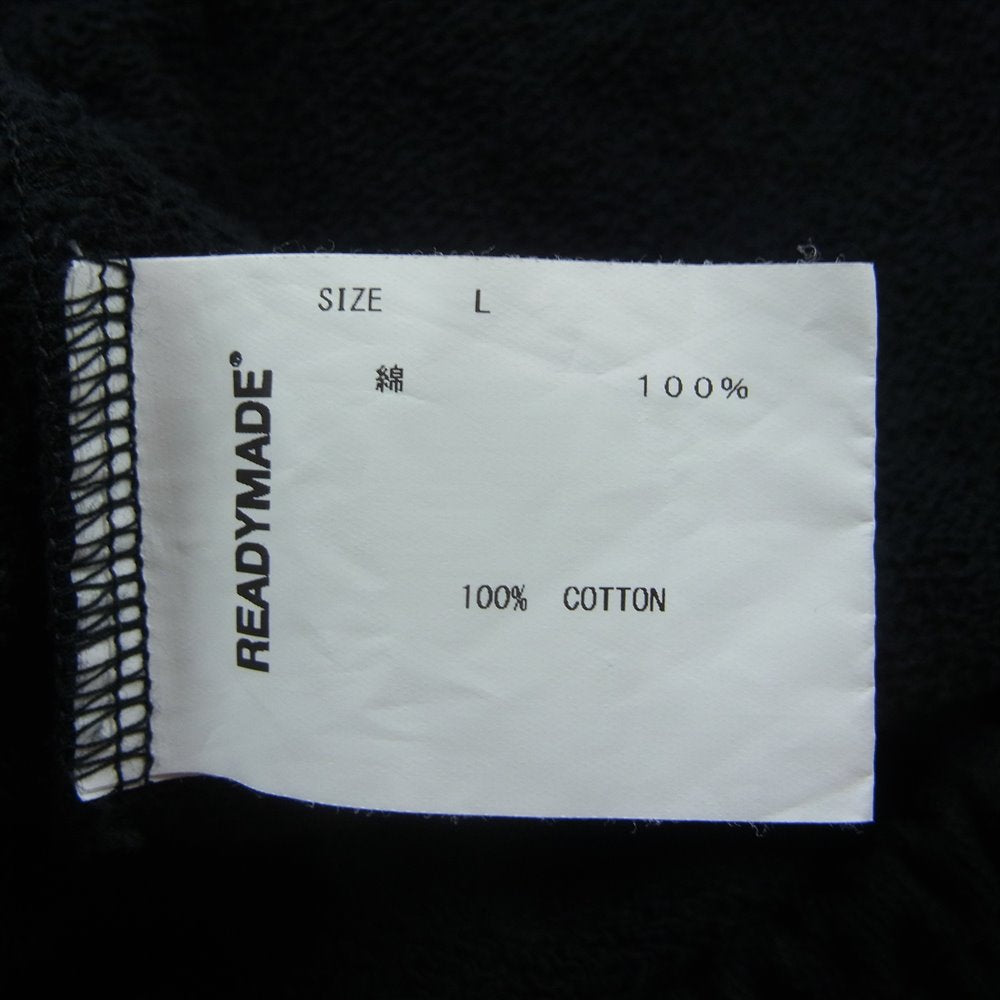 READYMADE®
SIZE L
綿 １００％
100% COTTON